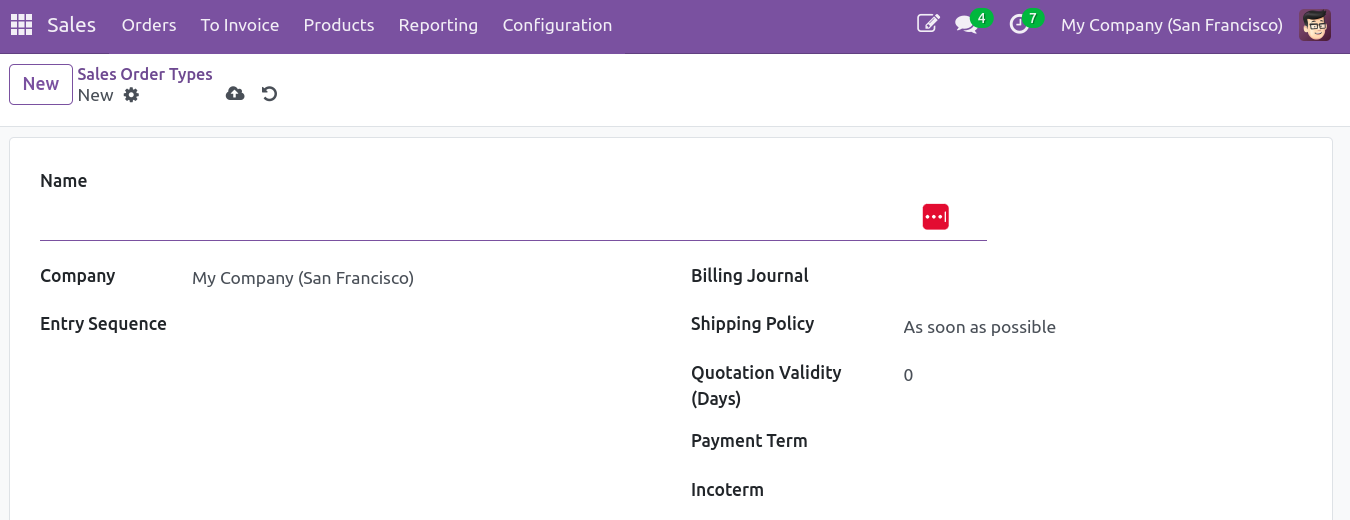 Sales Orders To Invoice Products Reporting Configuration 4 7 My Company (San Francisco)
New Sales Order Types
New
Name
Company My Company (San Francisco) Billing Journal
Entry Sequence Shipping Policy As soon as possible
Quotation Validity 0
(Days)
Payment Term
Incoterm